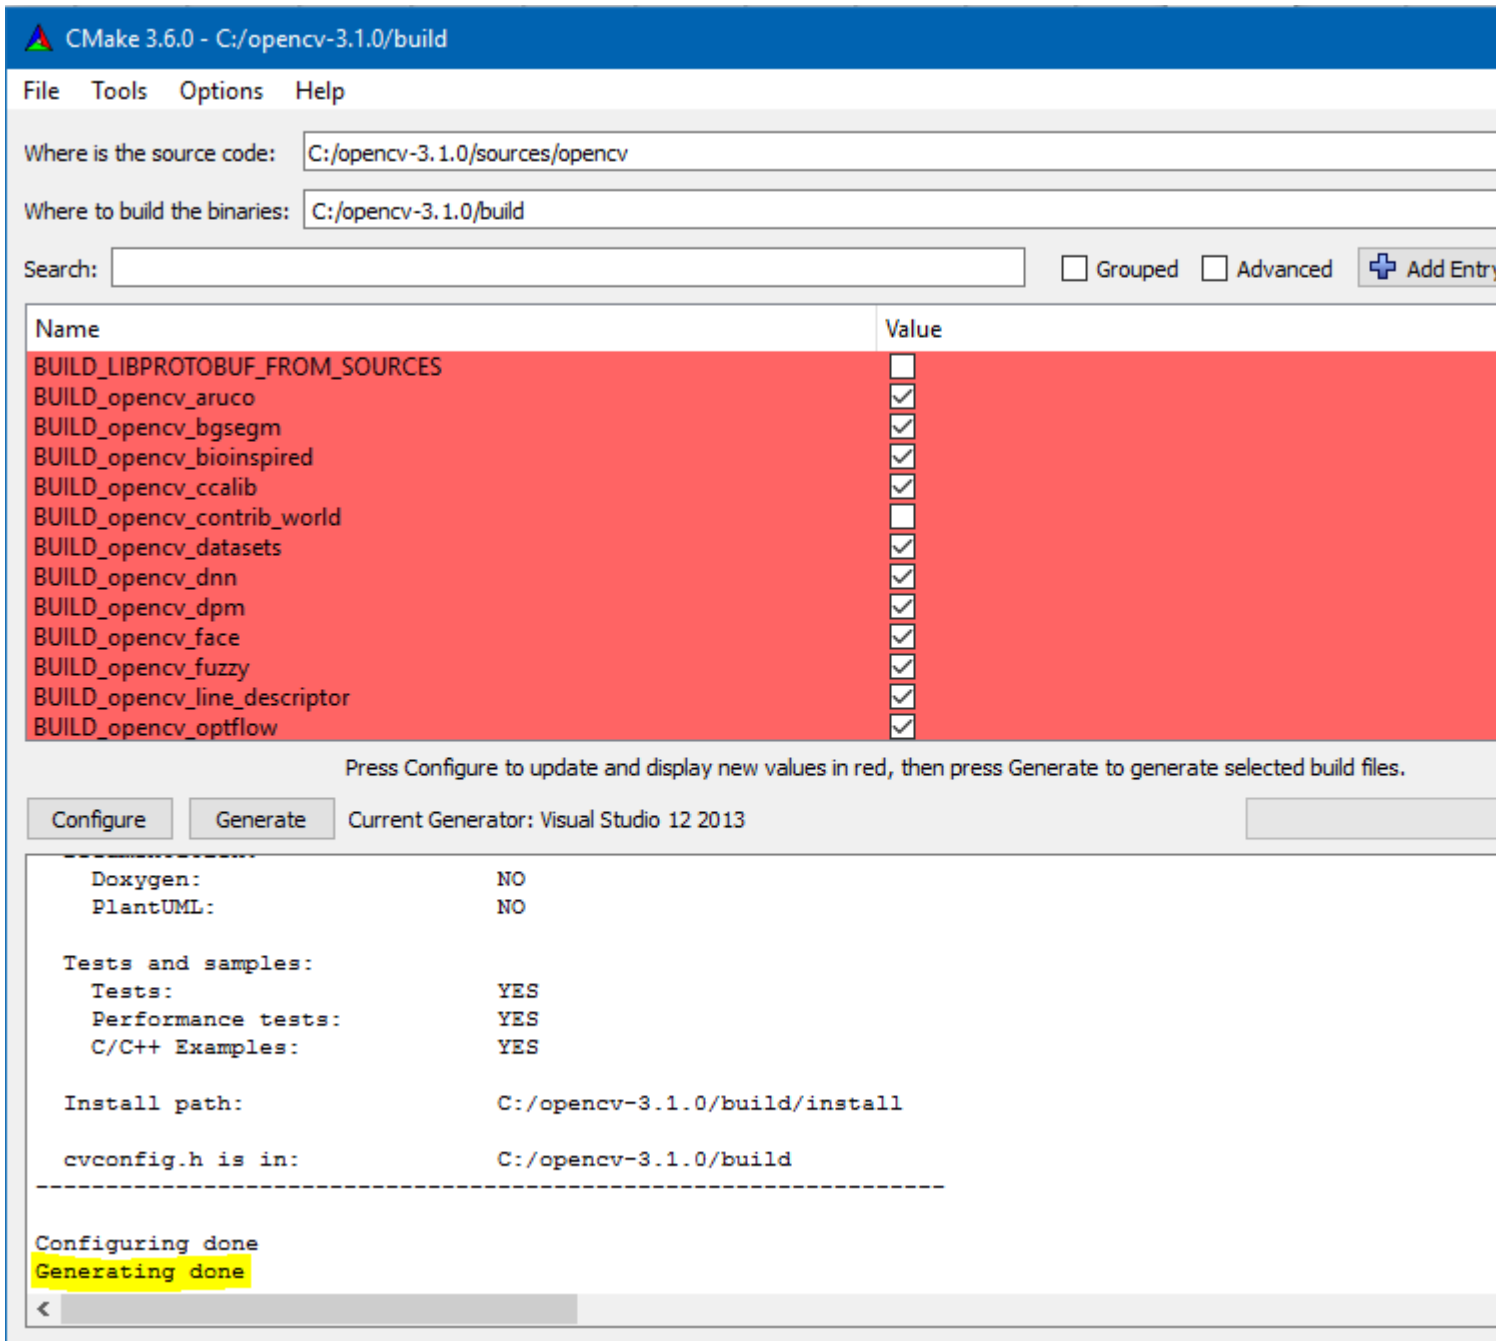 CMake 3.6.0 - C:/opencv-3.1.0/build
File Tools Options Help
Where is the source code: C:/opencv-3.1.0/sources/opencv
Where to build the binaries: C:/opencv-3.1.0/build
Search: Grouped Advanced Add Entry
Name Value
BUILD_LIBPROTOBUF_FROM_SOURCES
BUILD_opencv_aruco
BUILD_opencv_bgsegm
BUILD_opencv_bioinspired
BUILD_opencv_ccalib
BUILD_opencv_contrib_world
BUILD_opencv_datasets
BUILD_opencv_dnn
BUILD_opencv_dpm
BUILD_opencv_face
BUILD_opencv_fuzzy
BUILD_opencv_line_descriptor
BUILD_opencv_optflow
Press Configure to update and display new values in red, then press Generate to generate selected build files.
Configure Generate Current Generator: Visual Studio 12 2013
Doxygen: NO
PlantUML: NO
Tests and samples:
Tests: YES
Performance tests: YES
C/C++ Examples: YES
Install path: C:/opencv-3.1.0/build/install
cvconfig.h is in: C:/opencv-3.1.0/build
-----------------------------------------------------------------
Configuring done
Generating done